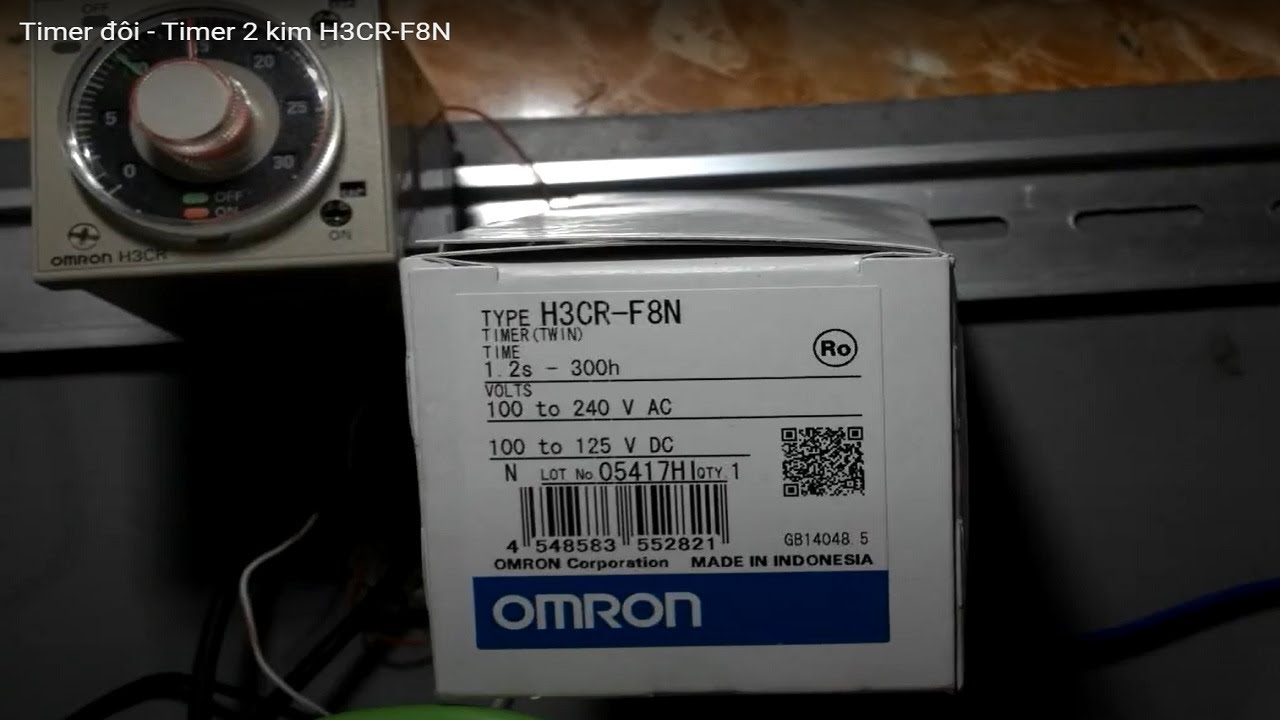 Timer đôi - Timer 2 kim H3CR-F8N
OFF
20
25
5
0
30
OFF
ON
ON
OMRON H3CR
TYPE H3CR-F8N
TIMER(TWIN)
TIME
1.2s - 300h
Ro
VOLTS
100 to 240 V AC
100 to 125 V DC
N LOT No 05417HI QTY 1
4 548583 552821
GB14048.5
OMRON Corporation MADE IN INDONESIA
OMRON